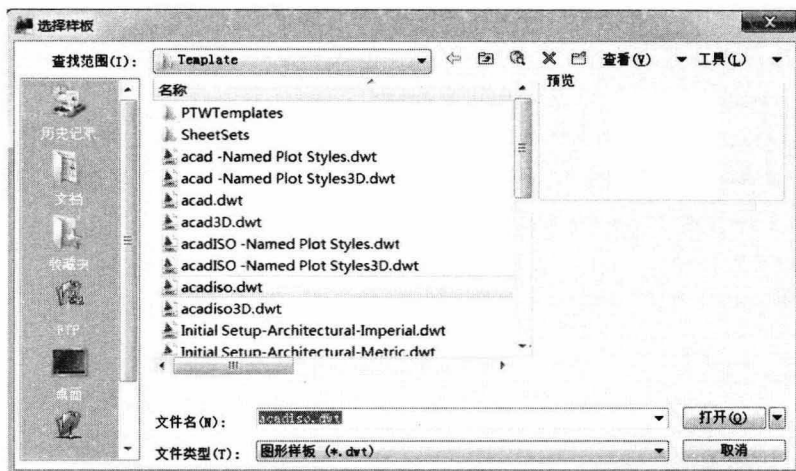 选择样板
查找范围(I):
Template
查看(V)
工具(L)
历史记录
文档
收藏夹
FTP
桌面
名称
PTWTemplates
SheetSets
acad -Named Plot Styles.dwt
acad -Named Plot Styles3D.dwt
acad.dwt
acad3D.dwt
acadISO -Named Plot Styles.dwt
acadISO -Named Plot Styles3D.dwt
acadiso.dwt
acadiso3D.dwt
Initial Setup-Architectural-Imperial.dwt
Initial Setup-Architectural-Metric.dwt
预览
文件名(N):
acadiso.dwt
打开(O)
文件类型(T):
图形样板 (*.dwt)
取消